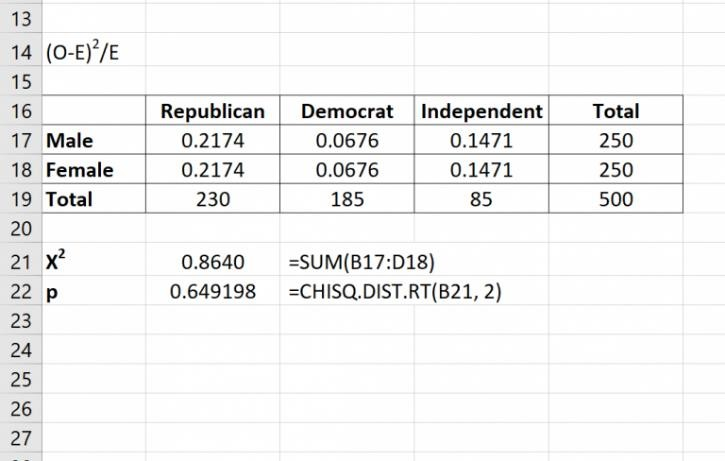 13
14 (O-E)²/E
15
16 Republican Democrat Independent Total
17 Male 0.2174 0.0676 0.1471 250
18 Female 0.2174 0.0676 0.1471 250
19 Total 230 185 85 500
20
21 X² 0.8640 =SUM(B17:D18)
22 p 0.649198 =CHISQ.DIST.RT(B21, 2)
23
24
25
26
27